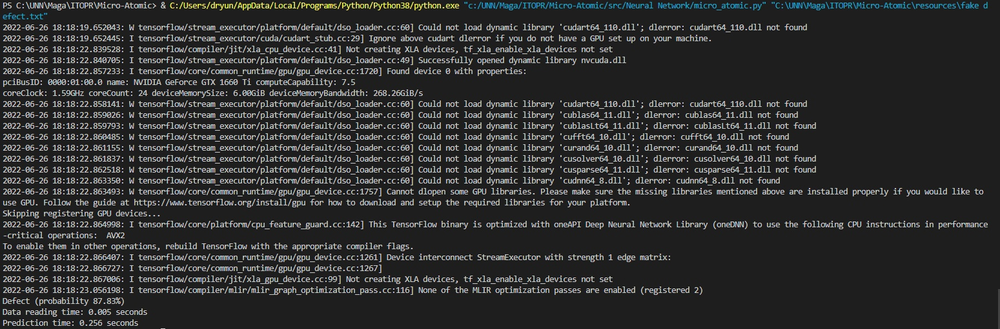 PS C:\UNN\Maga\ITOPR\Micro-Atomic> & C:/Users/dryun/AppData/Local/Programs/Python/Python38/python.exe "c:/UNN/Maga/ITOPR/Micro-Atomic/src/Neural Network/micro_atomic.py" "C:\UNN\Maga\ITOPR\Micro-Atomic\resources\fake d
efect.txt"
2022-06-26 18:18:19.652043: W tensorflow/stream_executor/platform/default/dso_loader.cc:60] Could not load dynamic library 'cudart64_110.dll'; dlerror: cudart64_110.dll not found
2022-06-26 18:18:19.652445: I tensorflow/stream_executor/cuda/cudart_stub.cc:29] Ignore above cudart dlerror if you do not have a GPU set up on your machine.
2022-06-26 18:18:22.839528: I tensorflow/compiler/jit/xla_cpu_device.cc:41] Not creating XLA devices, tf_xla_enable_xla_devices not set
2022-06-26 18:18:22.840705: I tensorflow/stream_executor/platform/default/dso_loader.cc:49] Successfully opened dynamic library nvcuda.dll
2022-06-26 18:18:22.857233: I tensorflow/core/common_runtime/gpu/gpu_device.cc:1720] Found device 0 with properties:
pciBusID: 0000:01:00.0 name: NVIDIA GeForce GTX 1660 Ti computeCapability: 7.5
coreClock: 1.59GHz coreCount: 24 deviceMemorySize: 6.00GiB deviceMemoryBandwidth: 268.26GiB/s
2022-06-26 18:18:22.858141: W tensorflow/stream_executor/platform/default/dso_loader.cc:60] Could not load dynamic library 'cudart64_110.dll'; dlerror: cudart64_110.dll not found
2022-06-26 18:18:22.859026: W tensorflow/stream_executor/platform/default/dso_loader.cc:60] Could not load dynamic library 'cublas64_11.dll'; dlerror: cublas64_11.dll not found
2022-06-26 18:18:22.859793: W tensorflow/stream_executor/platform/default/dso_loader.cc:60] Could not load dynamic library 'cublasLt64_11.dll'; dlerror: cublasLt64_11.dll not found
2022-06-26 18:18:22.860485: W tensorflow/stream_executor/platform/default/dso_loader.cc:60] Could not load dynamic library 'cufft64_10.dll'; dlerror: cufft64_10.dll not found
2022-06-26 18:18:22.861155: W tensorflow/stream_executor/platform/default/dso_loader.cc:60] Could not load dynamic library 'curand64_10.dll'; dlerror: curand64_10.dll not found
2022-06-26 18:18:22.861837: W tensorflow/stream_executor/platform/default/dso_loader.cc:60] Could not load dynamic library 'cusolver64_10.dll'; dlerror: cusolver64_10.dll not found
2022-06-26 18:18:22.862518: W tensorflow/stream_executor/platform/default/dso_loader.cc:60] Could not load dynamic library 'cusparse64_11.dll'; dlerror: cusparse64_11.dll not found
2022-06-26 18:18:22.863350: W tensorflow/stream_executor/platform/default/dso_loader.cc:60] Could not load dynamic library 'cudnn64_8.dll'; dlerror: cudnn64_8.dll not found
2022-06-26 18:18:22.863493: W tensorflow/core/common_runtime/gpu/gpu_device.cc:1757] Cannot dlopen some GPU libraries. Please make sure the missing libraries mentioned above are installed properly if you would like to
use GPU. Follow the guide at https://www.tensorflow.org/install/gpu for how to download and setup the required libraries for your platform.
Skipping registering GPU devices...
2022-06-26 18:18:22.864998: I tensorflow/core/platform/cpu_feature_guard.cc:142] This TensorFlow binary is optimized with oneAPI Deep Neural Network Library (oneDNN) to use the following CPU instructions in performance
-critical operations:  AVX2
To enable them in other operations, rebuild TensorFlow with the appropriate compiler flags.
2022-06-26 18:18:22.866407: I tensorflow/core/common_runtime/gpu/gpu_device.cc:1261] Device interconnect StreamExecutor with strength 1 edge matrix:
2022-06-26 18:18:22.866727: I tensorflow/core/common_runtime/gpu/gpu_device.cc:1267]
2022-06-26 18:18:22.867006: I tensorflow/compiler/jit/xla_gpu_device.cc:99] Not creating XLA devices, tf_xla_enable_xla_devices not set
2022-06-26 18:18:23.056198: I tensorflow/compiler/mlir/mlir_graph_optimization_pass.cc:116] None of the MLIR optimization passes are enabled (registered 2)
Defect (probability 87.83%)
Data reading time: 0.005 seconds
Prediction time: 0.256 seconds